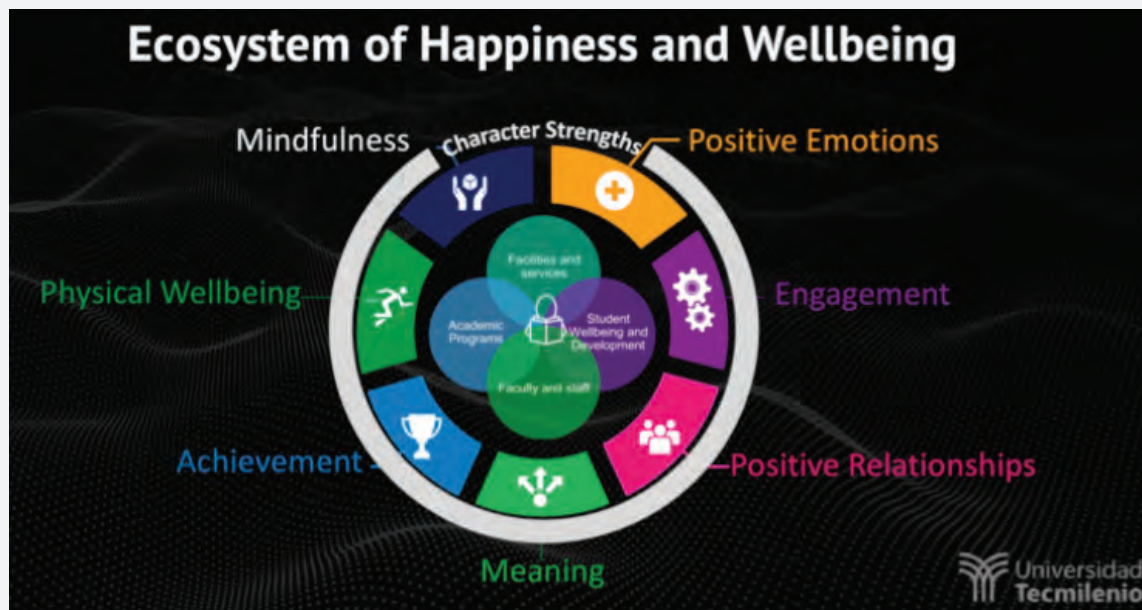 Ecosystem of Happiness and Wellbeing
Character Strengths
Mindfulness
Positive Emotions
Physical Wellbeing
Engagement
Achievement
Positive Relationships
Meaning
Facilities and
services
Academic
Programs
Student
Wellbeing and
Development
Faculty and staff
Universidad
Tecmilenio